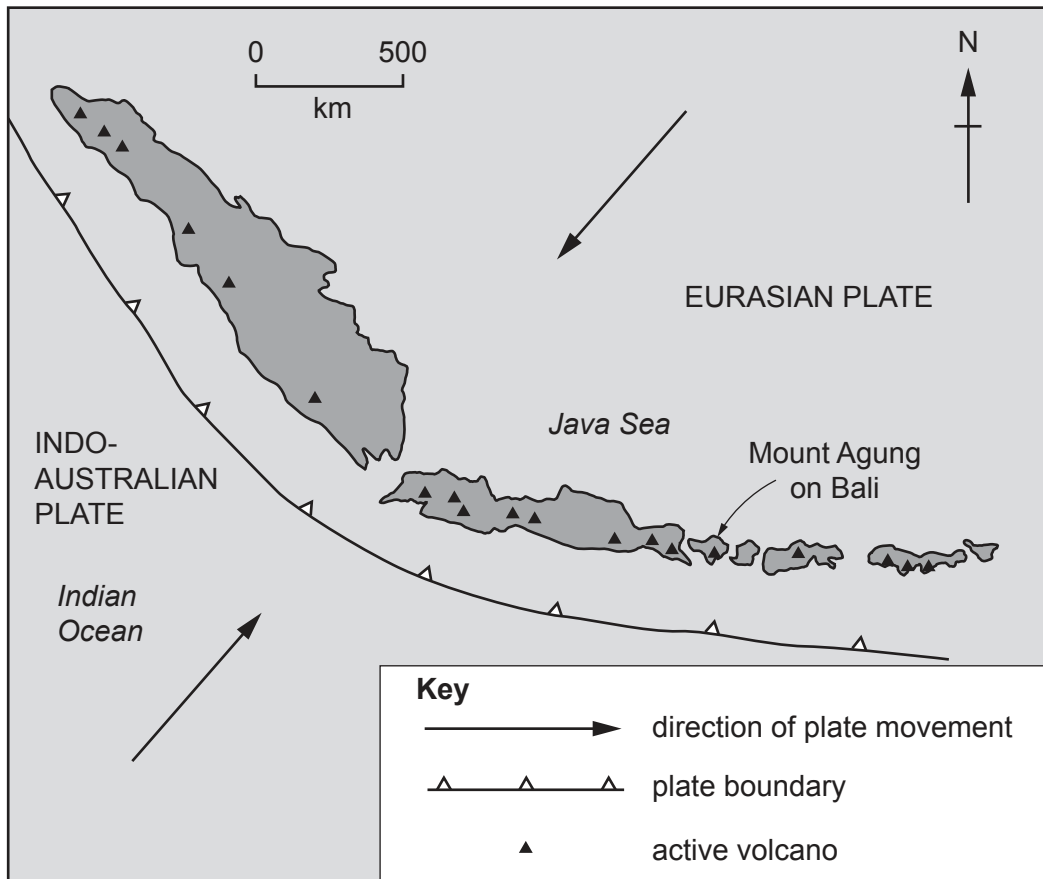 0 500
km
N
EURASIAN PLATE
Java Sea
Mount Agung
on Bali
INDO-
AUSTRALIAN
PLATE
Indian
Ocean
Key
direction of plate movement
plate boundary
active volcano